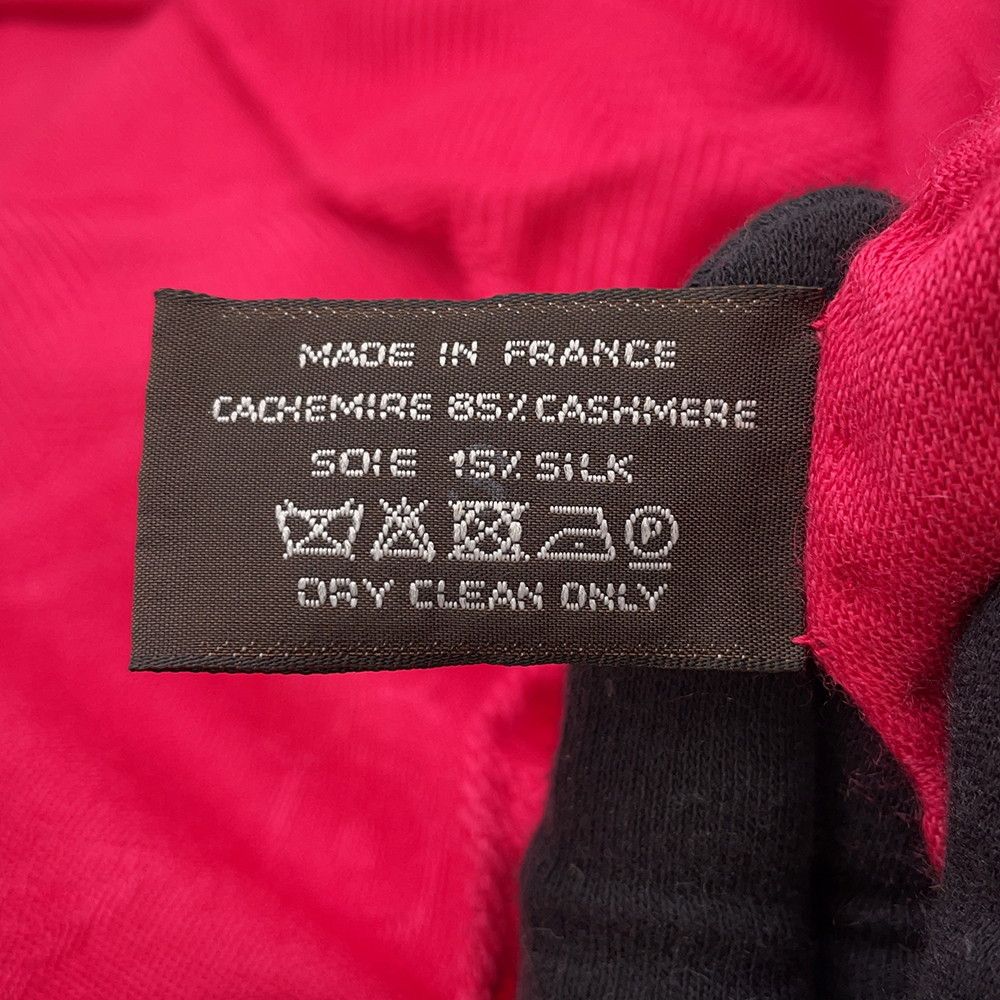 MADE IN FRANCE
CACHEMIRE 85% CASHMERE
SOIE 15% SILK
P
DRY CLEAN ONLY